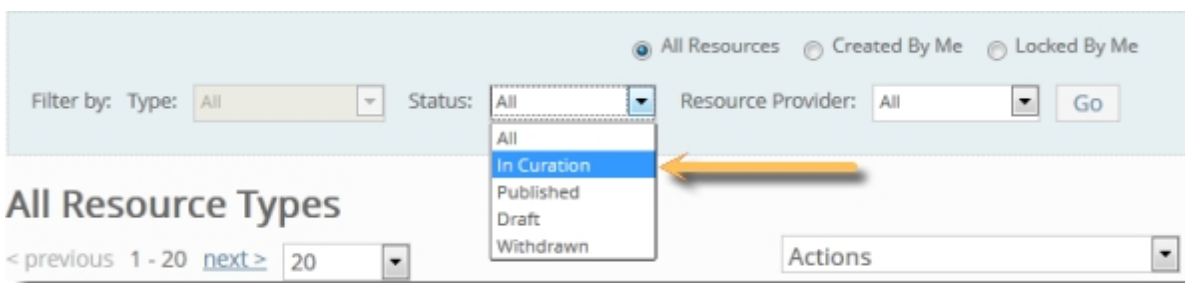 All Resources Created By Me Locked By Me
Filter by: Type: All Status: All Resource Provider: All Go
All
In Curation
Published
Draft
Withdrawn
All Resource Types
< previous 1 - 20 next > 20 Actions